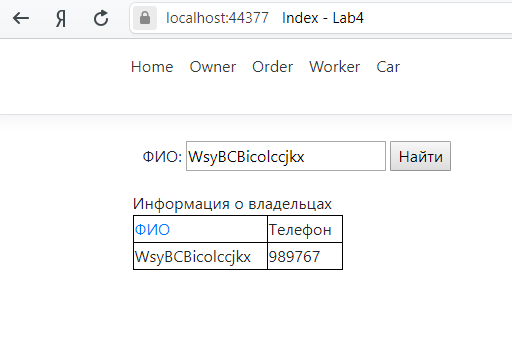 Я localhost:44377 Index - Lab4
Home Owner Order Worker Car
ФИО: WsyBCBicolccjkx Найти
Информация о владельцах
ФИО Телефон
WsyBCBicolccjkx 989767